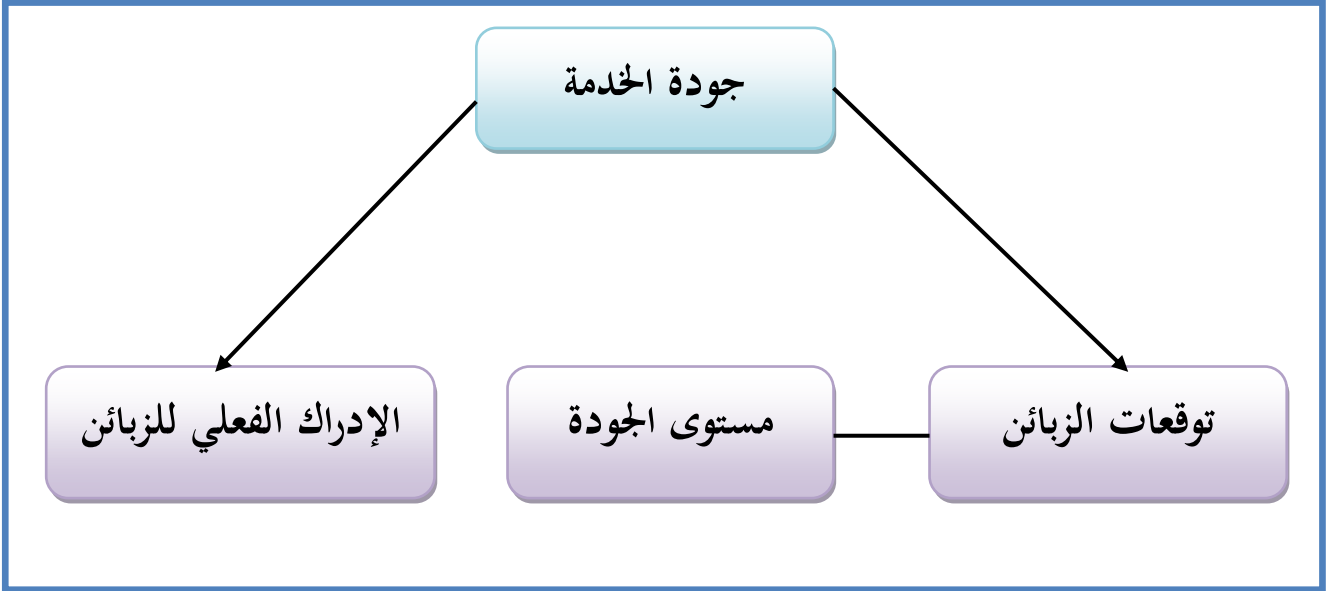 جودة الخدمة
توقعات الزبائن
مستوى الجودة
الإدراك الفعلي للزبائن